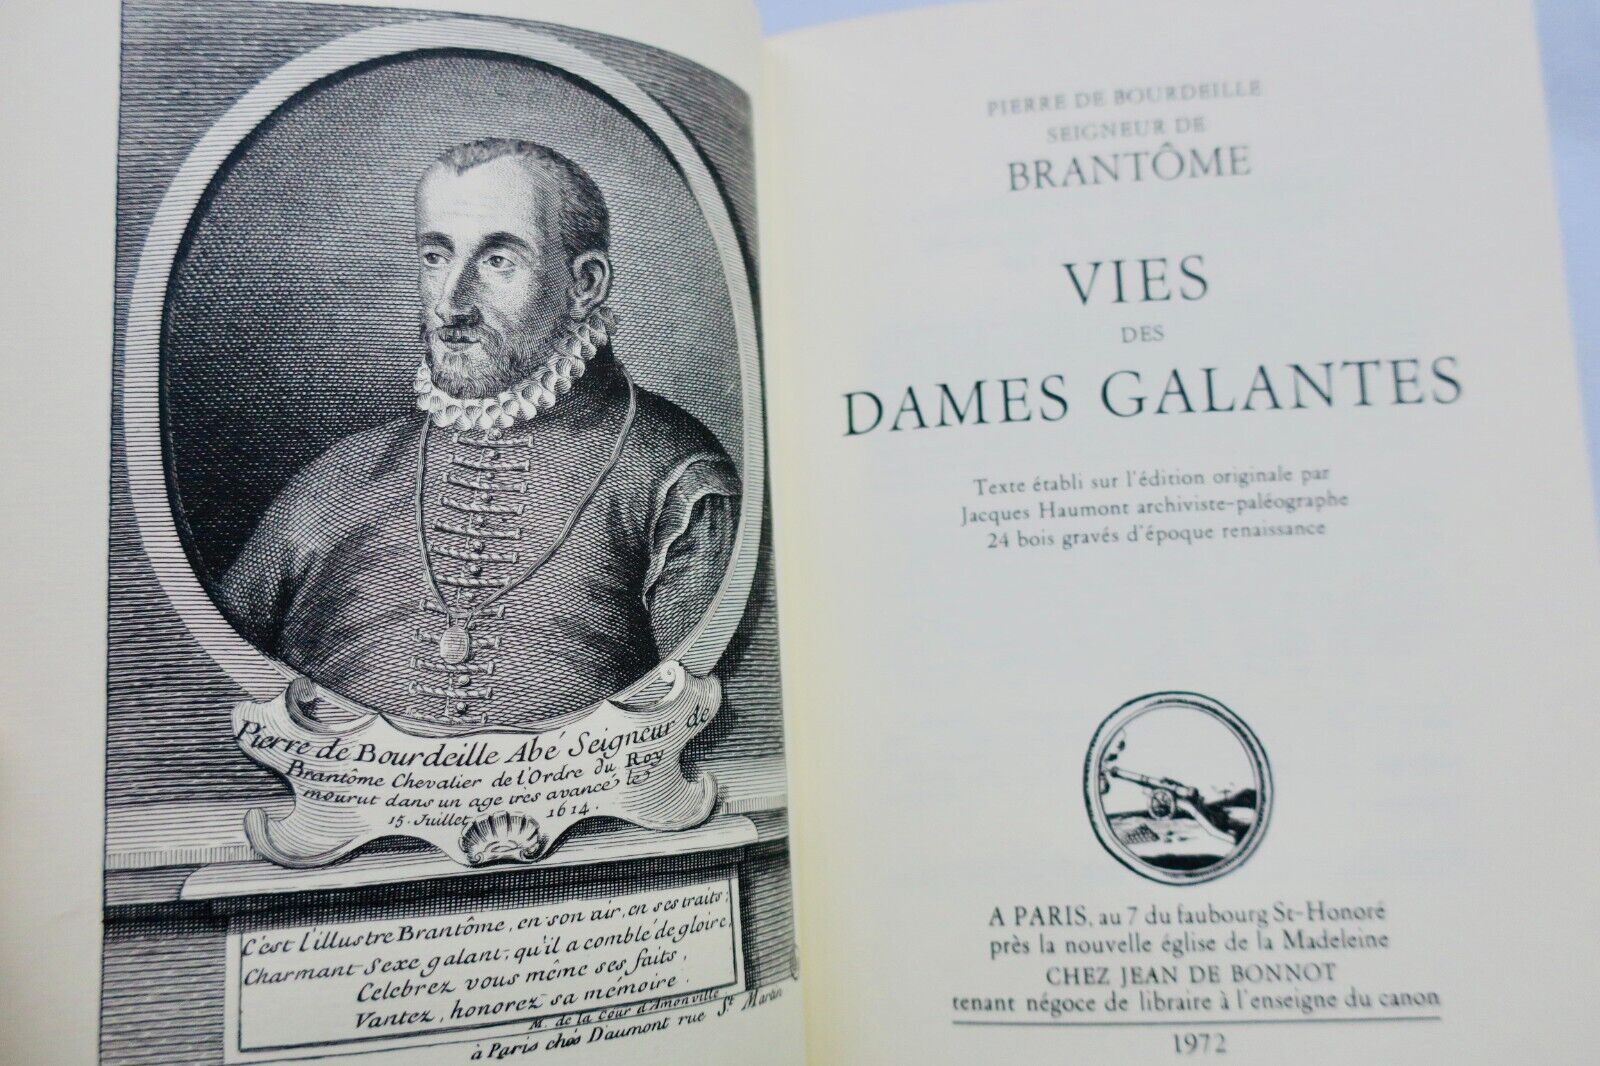 Pierre de Bourdeille Abé Seigneur de
Brantôme Chevalier de l'Ordre du Roy
mourut dans un age tres avancé le
15. Juillet 1614.
C'est l'illustre Brantôme, en son air, en ses traits;
Charmant Sexe galant, qu'il a comblé de gloire,
Celebrez vous même ses faits,
Vantez, honorez sa mémoire.
M. de la Cour d'Amonville
à Paris chés Daumont rue St. Martin
PIERRE DE BOURDEILLE
SEIGNEUR DE
BRANTÔME
VIES
DES
DAMES GALANTES
Texte établi sur l'édition originale par
Jacques Haumont archiviste-paléographe
24 bois gravés d'époque renaissance
A PARIS, au 7 du faubourg St-Honoré
près la nouvelle église de la Madeleine
CHEZ JEAN DE BONNOT
tenant négoce de libraire à l'enseigne du canon
1972